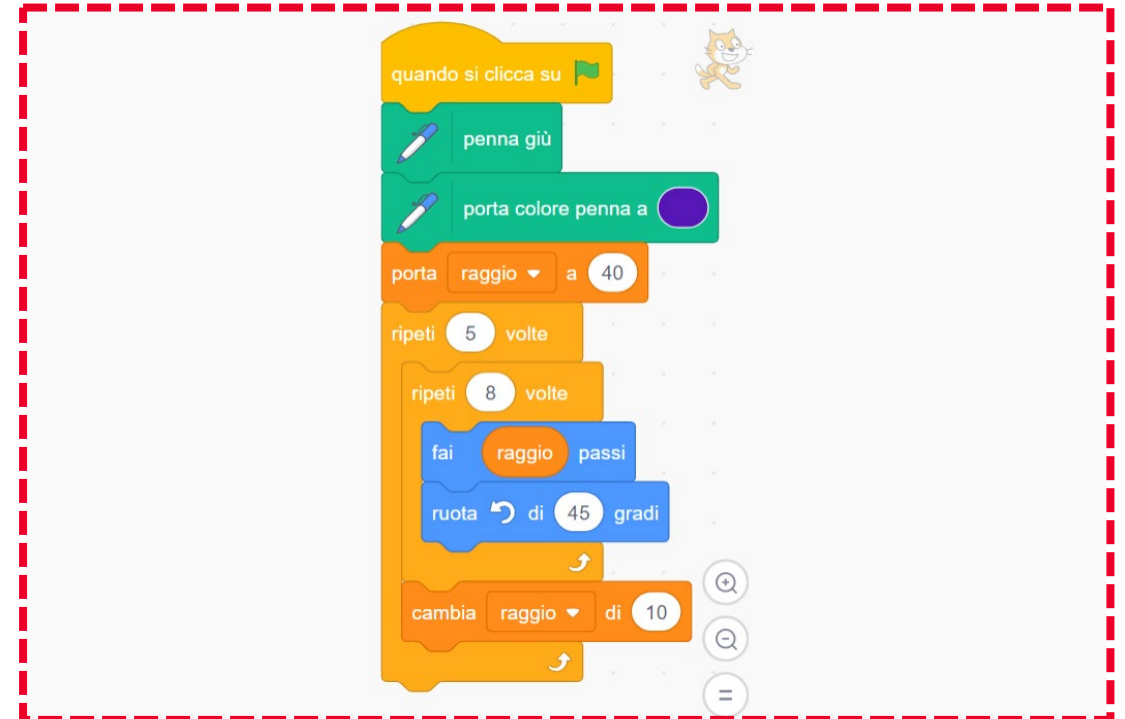 quando si clicca su
penna giù
porta colore penna a
porta raggio a 40
ripeti 5 volte
ripeti 8 volte
fai raggio passi
ruota di 45 gradi
cambia raggio di 10